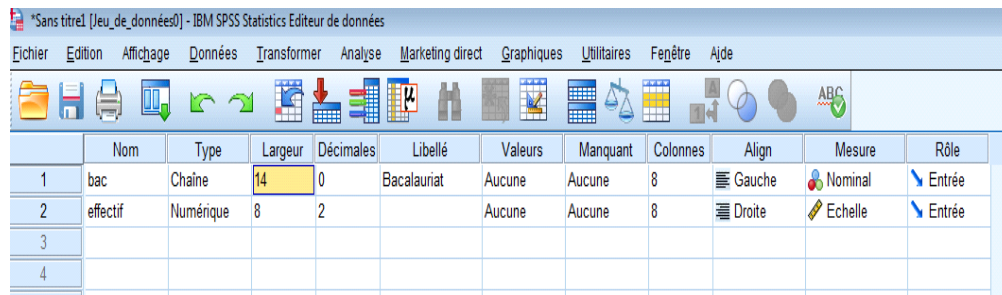 *Sans titre1 [Jeu_de_données0] - IBM SPSS Statistics Editeur de données
Fichier Edition Affichage Données Transformer Analyse Marketing direct Graphiques Utilitaires Fenêtre Aide
A 1 4 ABC
Nom Type Largeur Décimales Libellé Valeurs Manquant Colonnes Align Mesure Rôle
1 bac Chaîne 14 0 Bacalauriat Aucune Aucune 8 Gauche Nominal Entrée
2 effectif Numérique 8 2 Aucune Aucune 8 Droite Echelle Entrée
3
4